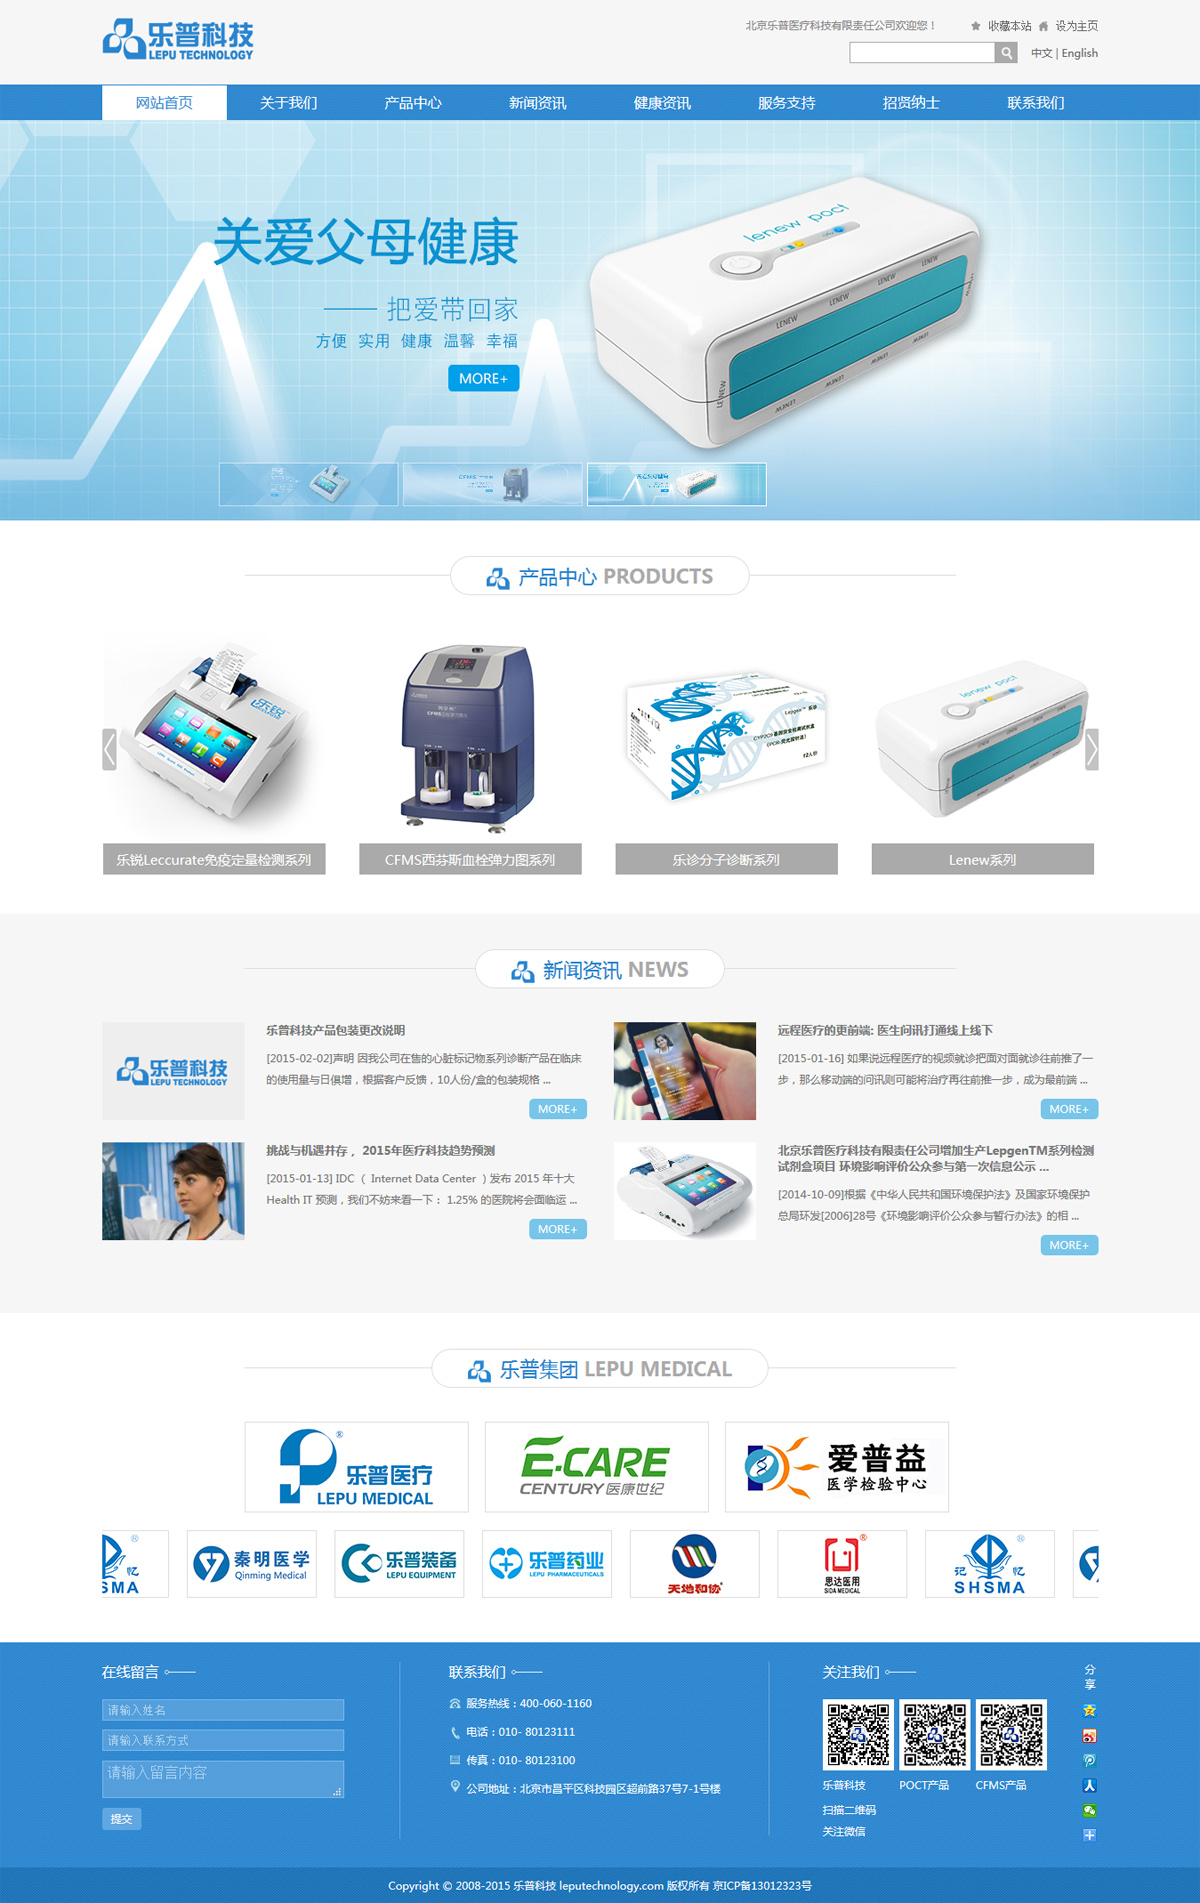 乐普科技
LEPU TECHNOLOGY
北京乐普医疗科技有限责任公司欢迎您！
收藏本站 设为主页
中文 | English
网站首页 关于我们 产品中心 新闻资讯 健康资讯 服务支持 招贤纳士 联系我们
关爱父母健康
把爱带回家
方便 实用 健康 温馨 幸福
MORE+
lenew poct
LENEW LENEW LENEW LENEW
产品中心 PRODUCTS
乐锐Leccurate免疫定量检测系列
CFMS西芬斯血栓弹力图系列
乐诊分子诊断系列
Lenew系列
新闻资讯 NEWS
乐普科技
LEPU TECHNOLOGY
乐普科技产品包装更改说明
[2015-02-02]声明 因我公司在售的心脏标记物系列诊断产品在临床
的使用量与日俱增，根据客户反馈，10人份/盒的包装规格 ...
MORE+
远程医疗的更前端: 医生问讯打通线上线下
[2015-01-16] 如果说远程医疗的视频就诊把面对面就诊往前推了一
步，那么移动端的问讯则可能将治疗再往前推一步，成为最前端 ...
MORE+
挑战与机遇并存， 2015年医疗科技趋势预测
[2015-01-13] IDC （ Internet Data Center ）发布 2015 年十大
Health IT 预测，我们不妨来看一下： 1.25% 的医院将会面临运 ...
MORE+
北京乐普医疗科技有限责任公司增加生产LepgenTM系列检测
试剂盒项目 环境影响评价公众参与第一次信息公示 ...
[2014-10-09]根据《中华人民共和国环境保护法》及国家环境保护
总局环发[2006]28号《环境影响评价公众参与暂行办法》的相 ...
MORE+
乐普集团 LEPU MEDICAL
乐普医疗
LEPU MEDICAL
E-CARE
CENTURY 医康世纪
爱普益
医学检验中心
忆
SMA
秦明医学
Qinming Medical
乐普装备
LEPU EQUIPMENT
乐普药业
LEPU PHARMACEUTICALS
天地和协
思达医用
SIDA MEDICAL
记 忆
SHSMA
在线留言
请输入姓名
请输入联系方式
请输入留言内容
提交
联系我们
服务热线：400-060-1160
电话：010- 80123111
传真：010- 80123100
公司地址：北京市昌平区科技园区超前路37号7-1号楼
关注我们
乐普科技 POCT产品 CFMS产品
扫描二维码
关注微信
分
享
Copyright © 2008-2015 乐普科技 leputechnology.com 版权所有 京ICP备13012323号